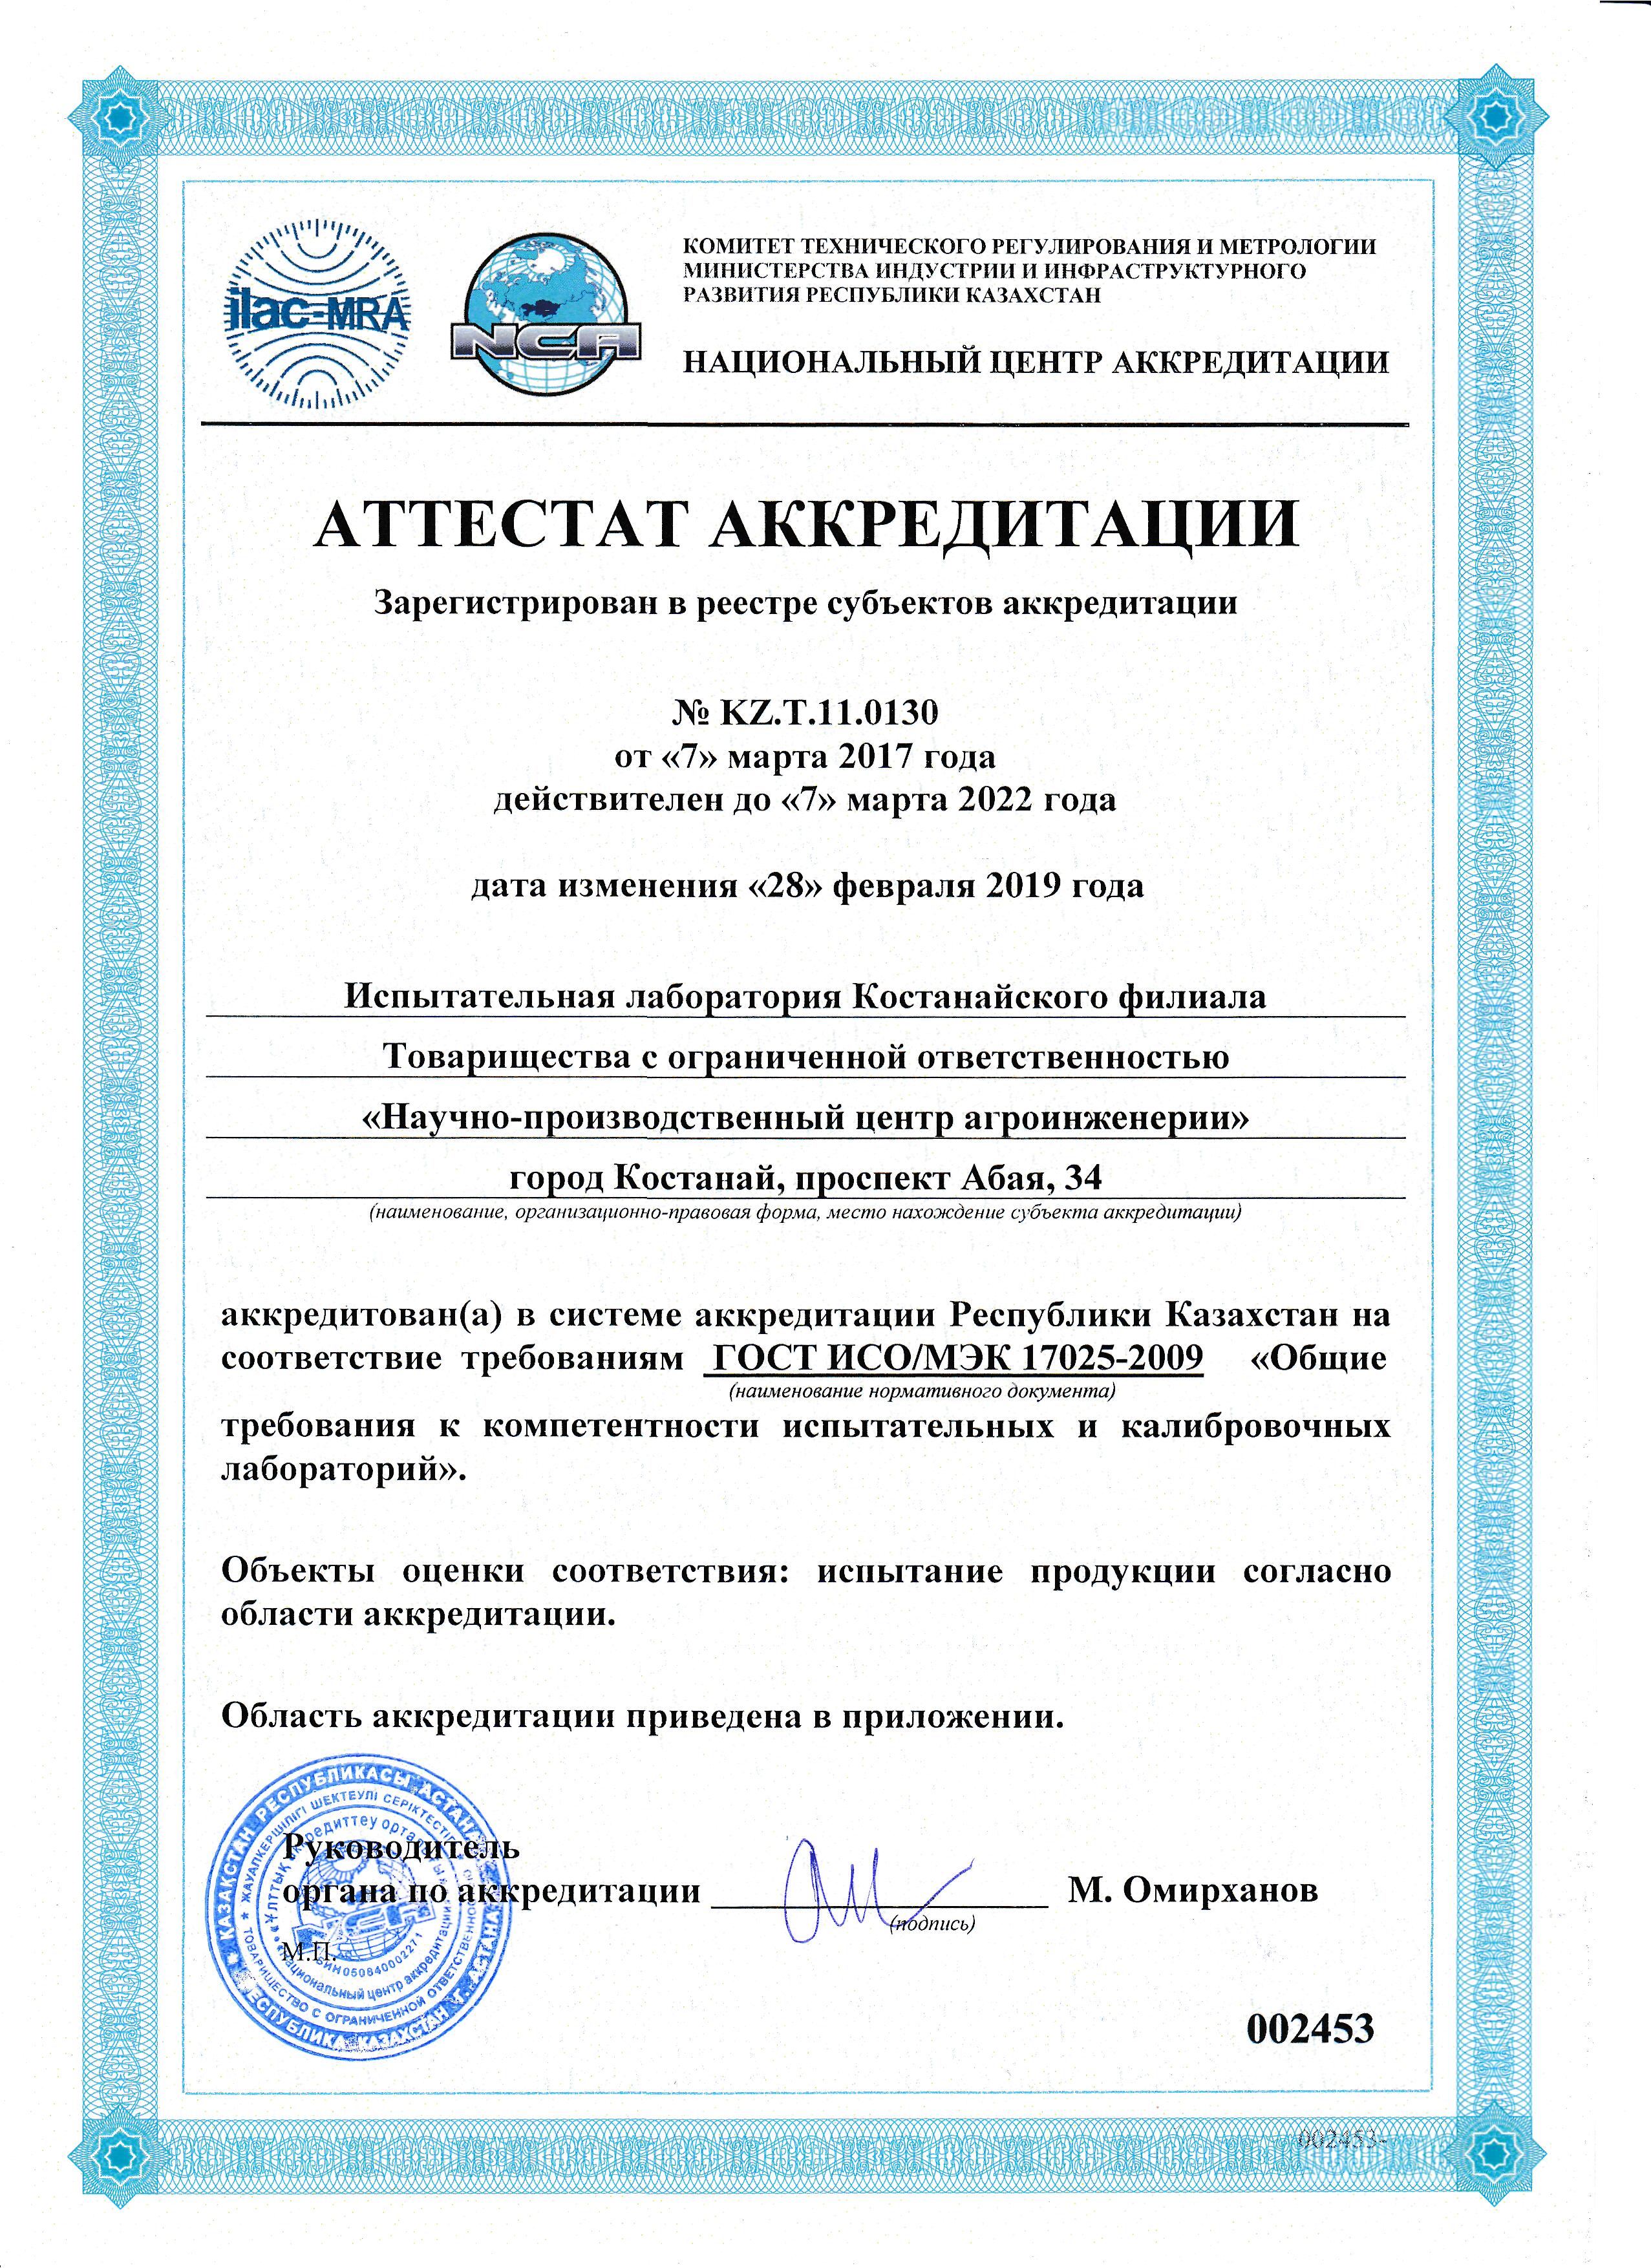 ilac-MRA
NCA
КОМИТЕТ ТЕХНИЧЕСКОГО РЕГУЛИРОВАНИЯ И МЕТРОЛОГИИ
МИНИСТЕРСТВА ИНДУСТРИИ И ИНФРАСТРУКТУРНОГО
РАЗВИТИЯ РЕСПУБЛИКИ КАЗАХСТАН
НАЦИОНАЛЬНЫЙ ЦЕНТР АККРЕДИТАЦИИ
АТТЕСТАТ АККРЕДИТАЦИИ
Зарегистрирован в реестре субъектов аккредитации
№ KZ.T.11.0130
от «7» марта 2017 года
действителен до «7» марта 2022 года
дата изменения «28» февраля 2019 года
Испытательная лаборатория Костанайского филиала
Товарищества с ограниченной ответственностью
«Научно-производственный центр агроинженерии»
город Костанай, проспект Абая, 34
(наименование, организационно-правовая форма, место нахождение субъекта аккредитации)
аккредитован(а) в системе аккредитации Республики Казахстан на
соответствие требованиям ГОСТ ИСО/МЭК 17025-2009 «Общие
(наименование нормативного документа)
требования к компетентности испытательных и калибровочных
лабораторий».
Объекты оценки соответствия: испытание продукции согласно
области аккредитации.
Область аккредитации приведена в приложении.
ҚАЗАҚСТАН РЕСПУБЛИКАСЫ АСТАНА
ЖАУАПКЕРШІЛІГІ ШЕКТЕУЛІ СЕРІКТЕСТІГІ
Ұлттық аккредиттеу орталығы
Руководитель
органа по аккредитации М. Омирханов
(подпись)
М.П.
БИН 050640002271
Национальный центр аккредитации
ТОВАРИЩЕСТВО С ОГРАНИЧЕННОЙ ОТВЕТСТВЕННОСТЬЮ
РЕСПУБЛИКА КАЗАХСТАН Г. АСТАНА
002453
002453-